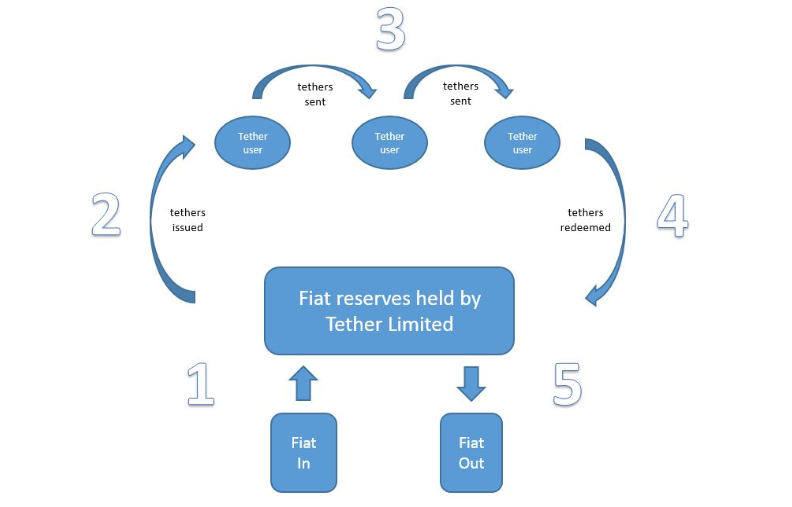 3
tethers
sent
tethers
sent
Tether
user
Tether
user
Tether
user
2
tethers
issued
tethers
redeemed
4
Fiat reserves held by
Tether Limited
1
5
Fiat
In
Fiat
Out